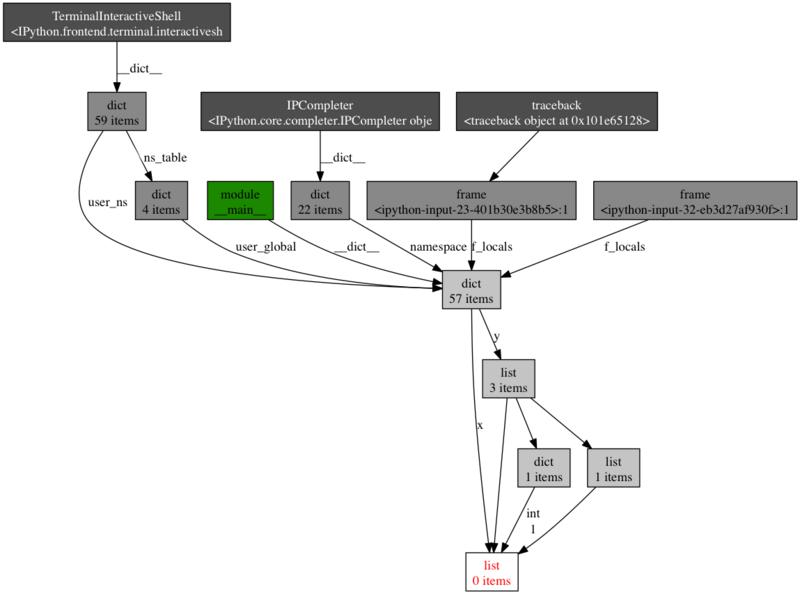 TerminalInteractiveShell
<IPython.frontend.terminal.interactivesh
__dict__
dict
59 items
IPCompleter
<IPython.core.completer.IPCompleter obje
traceback
<traceback object at 0x101e65128>
ns_table
__dict__
user_ns
dict
4 items
module
__main__
dict
22 items
frame
<ipython-input-23-401b30e3b8b5>:1
frame
<ipython-input-32-eb3d27af930f>:1
user_global
__dict__
namespace
f_locals
f_locals
dict
57 items
y
list
3 items
x
dict
1 items
list
1 items
int
1
list
0 items